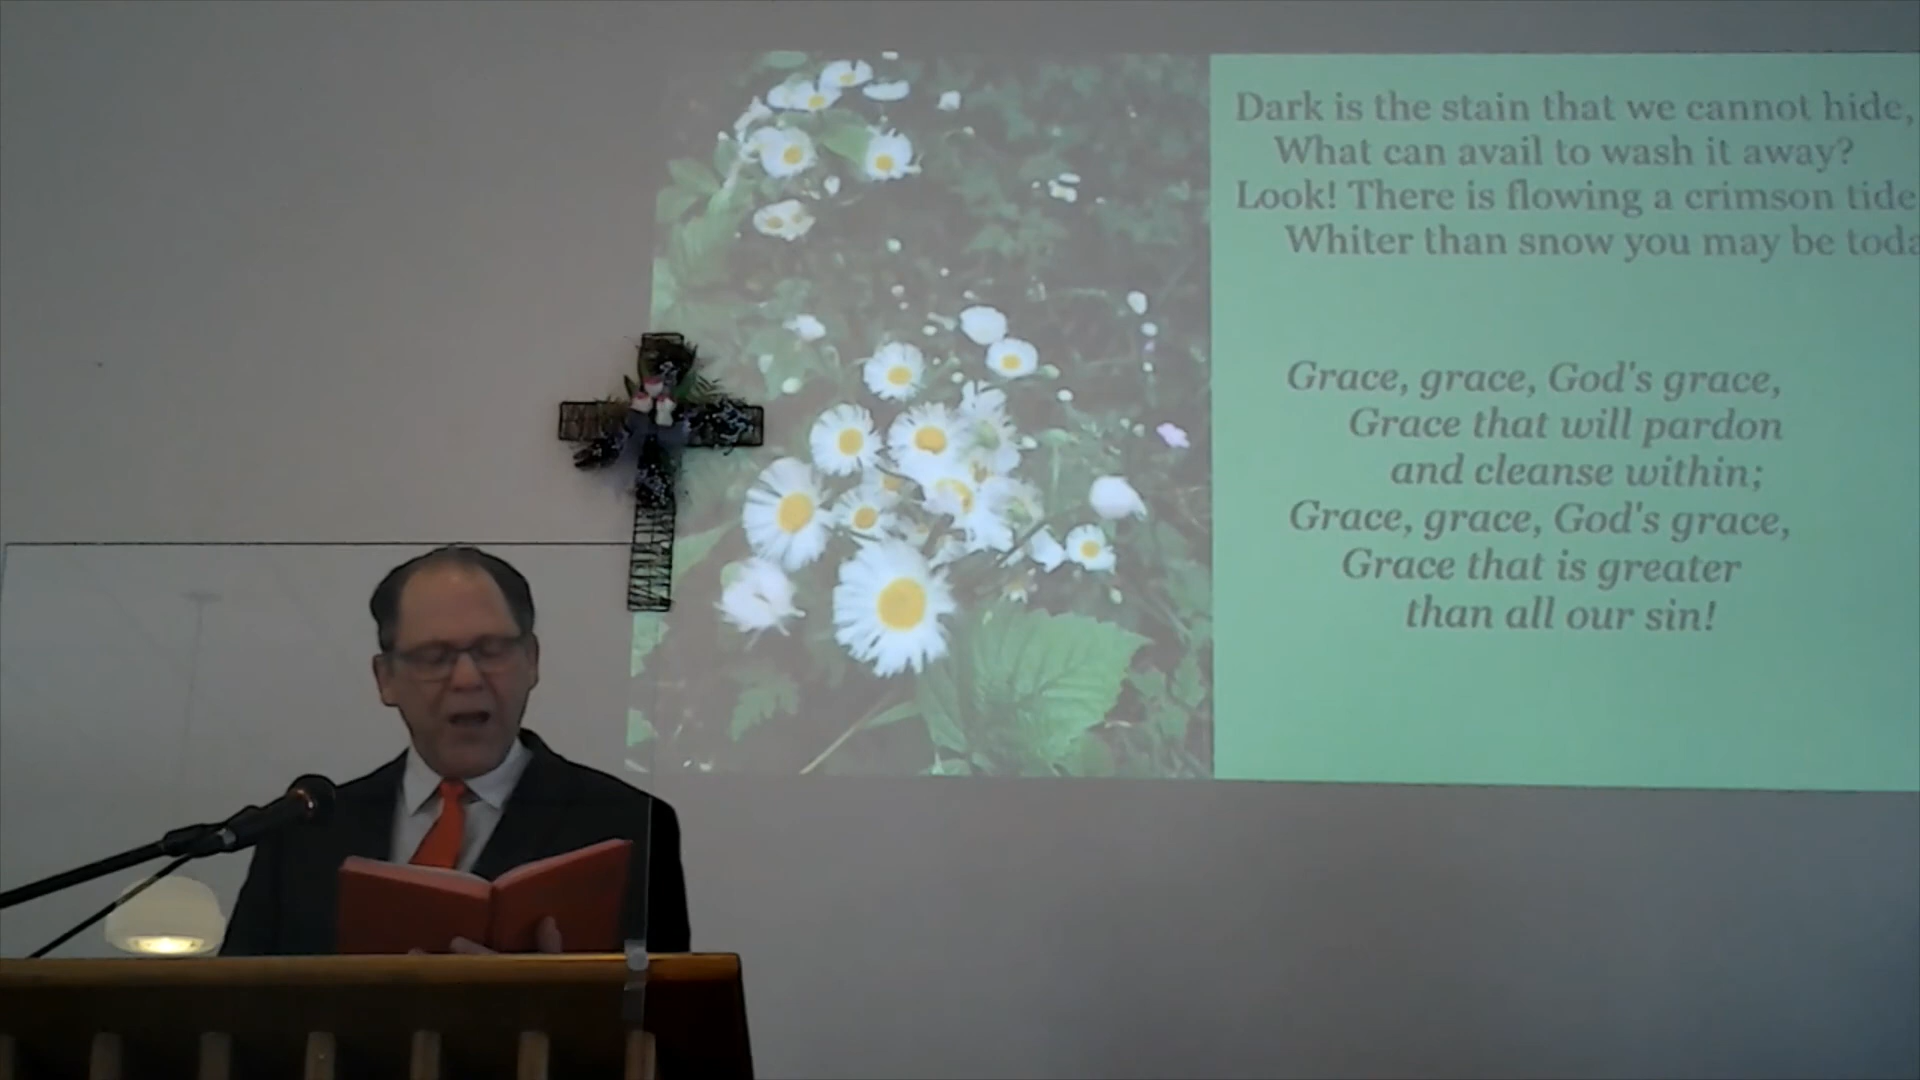 Dark is the stain that we cannot hide,
What can avail to wash it away?
Look! There is flowing a crimson tide
Whiter than snow you may be toda
Grace, grace, God's grace,
Grace that will pardon
and cleanse within;
Grace, grace, God's grace,
Grace that is greater
than all our sin!